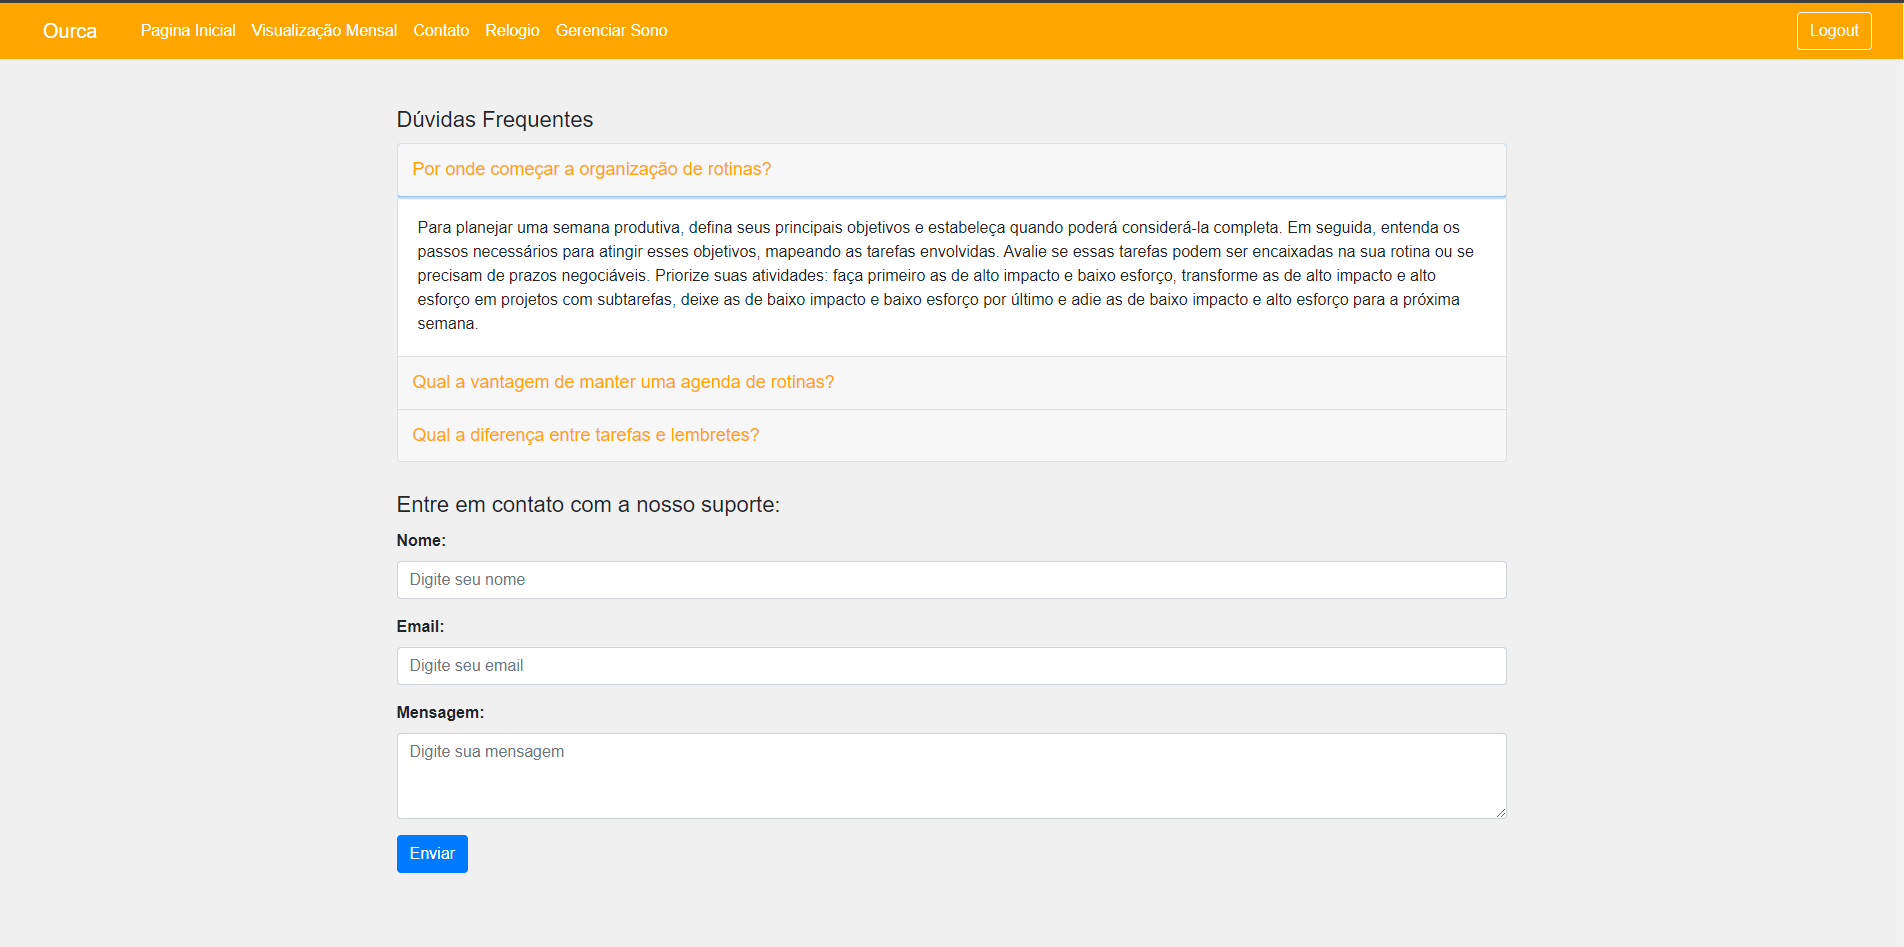 Ourca
Pagina Inicial
Visualização Mensal
Contato
Relogio
Gerenciar Sono
Logout
Dúvidas Frequentes
Por onde começar a organização de rotinas?
Para planejar uma semana produtiva, defina seus principais objetivos e estabeleça quando poderá considerá-la completa. Em seguida, entenda os
passos necessários para atingir esses objetivos, mapeando as tarefas envolvidas. Avalie se essas tarefas podem ser encaixadas na sua rotina ou se
precisam de prazos negociáveis. Priorize suas atividades: faça primeiro as de alto impacto e baixo esforço, transforme as de alto impacto e alto
esforço em projetos com subtarefas, deixe as de baixo impacto e baixo esforço por último e adie as de baixo impacto e alto esforço para a próxima
semana.
Qual a vantagem de manter uma agenda de rotinas?
Qual a diferença entre tarefas e lembretes?
Entre em contato com a nosso suporte:
Nome:
Digite seu nome
Email:
Digite seu email
Mensagem:
Digite sua mensagem
Enviar